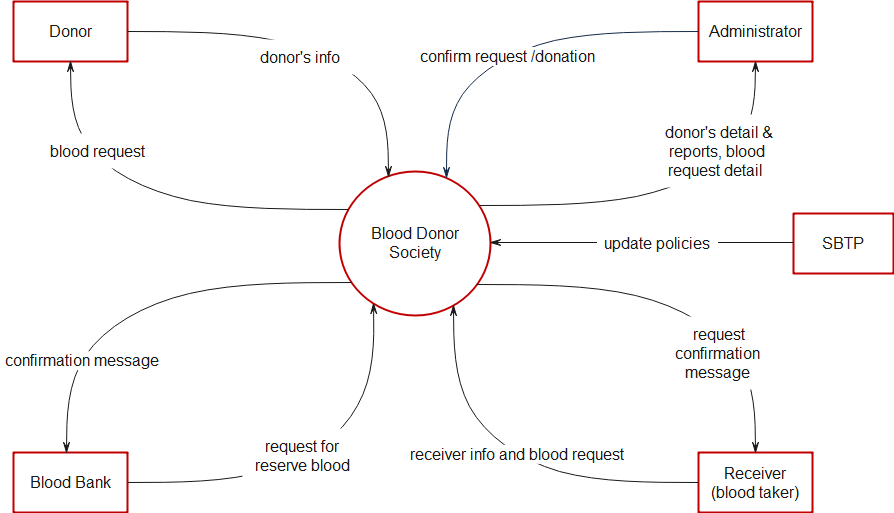 Donor
donor's info
confirm request /donation
Administrator
blood request
donor's detail &
reports, blood
request detail
Blood Donor
Society
update policies
SBTP
confirmation message
request
confirmation
message
request for
reserve blood
receiver info and blood request
Blood Bank
Receiver
(blood taker)